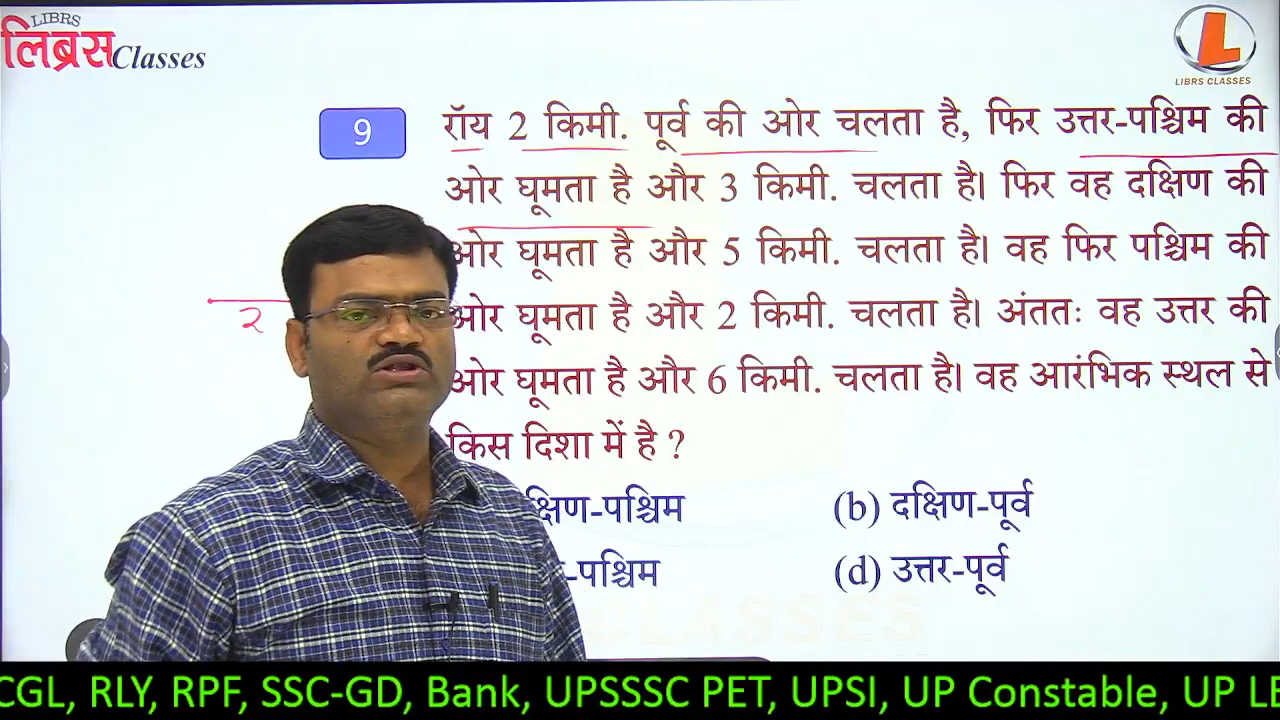 LIBRS
लिब्रस Classes
LIBRS CLASSES
9
रॉय 2 किमी. पूर्व की ओर चलता है, फिर उत्तर-पश्चिम की
ओर घूमता है और 3 किमी. चलता है। फिर वह दक्षिण की
ओर घूमता है और 5 किमी. चलता है। वह फिर पश्चिम की
ओर घूमता है और 2 किमी. चलता है। अंततः वह उत्तर की
ओर घूमता है और 6 किमी. चलता है। वह आरंभिक स्थल से
किस दिशा में है ?
2
क्षिण-पश्चिम (b) दक्षिण-पूर्व
-पश्चिम (d) उत्तर-पूर्व
CLASSES
CGL, RLY, RPF, SSC-GD, Bank, UPSSSC PET, UPSI, UP Constable, UP LE